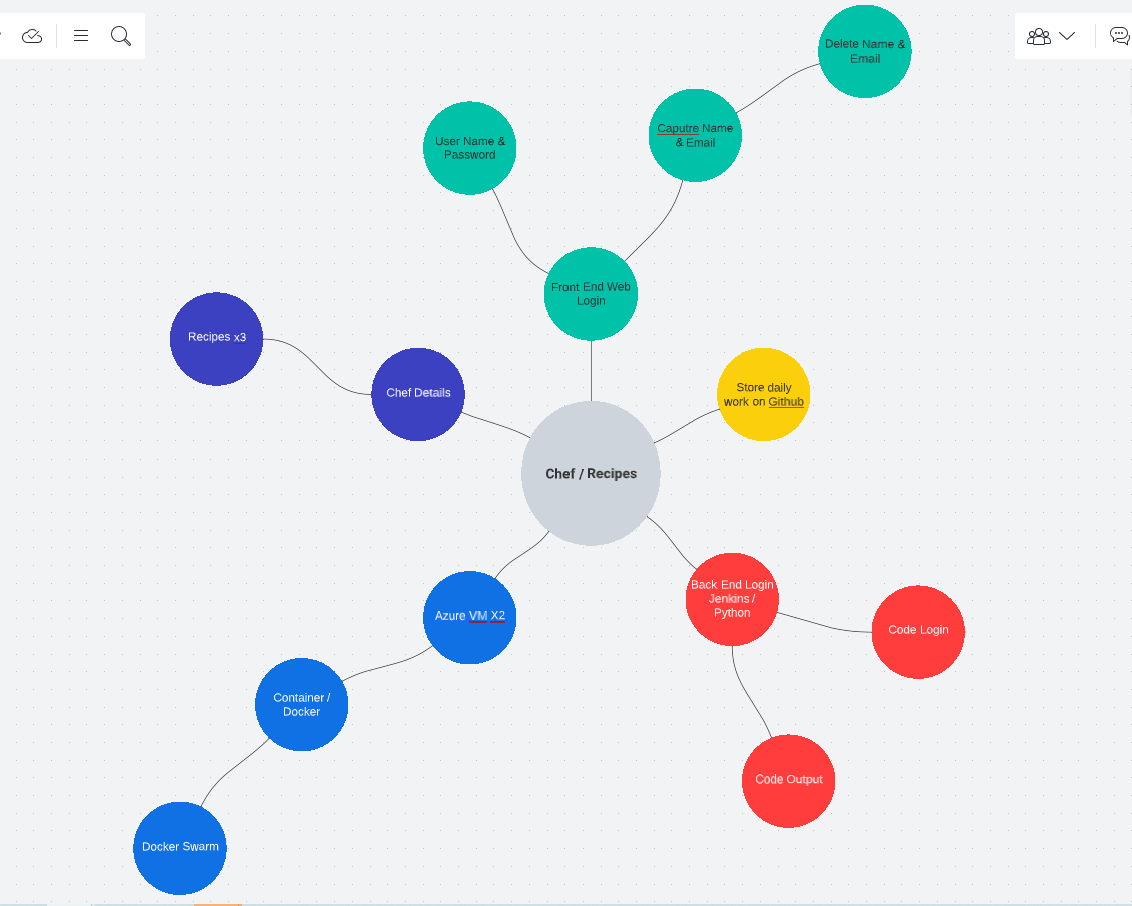 Delete Name &
Email
Caputre Name
& Email
User Name &
Password
Front End Web
Login
Recipes x3
Chef Details
Store daily
work on Github
Chef / Recipes
Back End Login
Jenkins /
Python
Azure VM X2
Code Login
Container /
Docker
Code Output
Docker Swarm